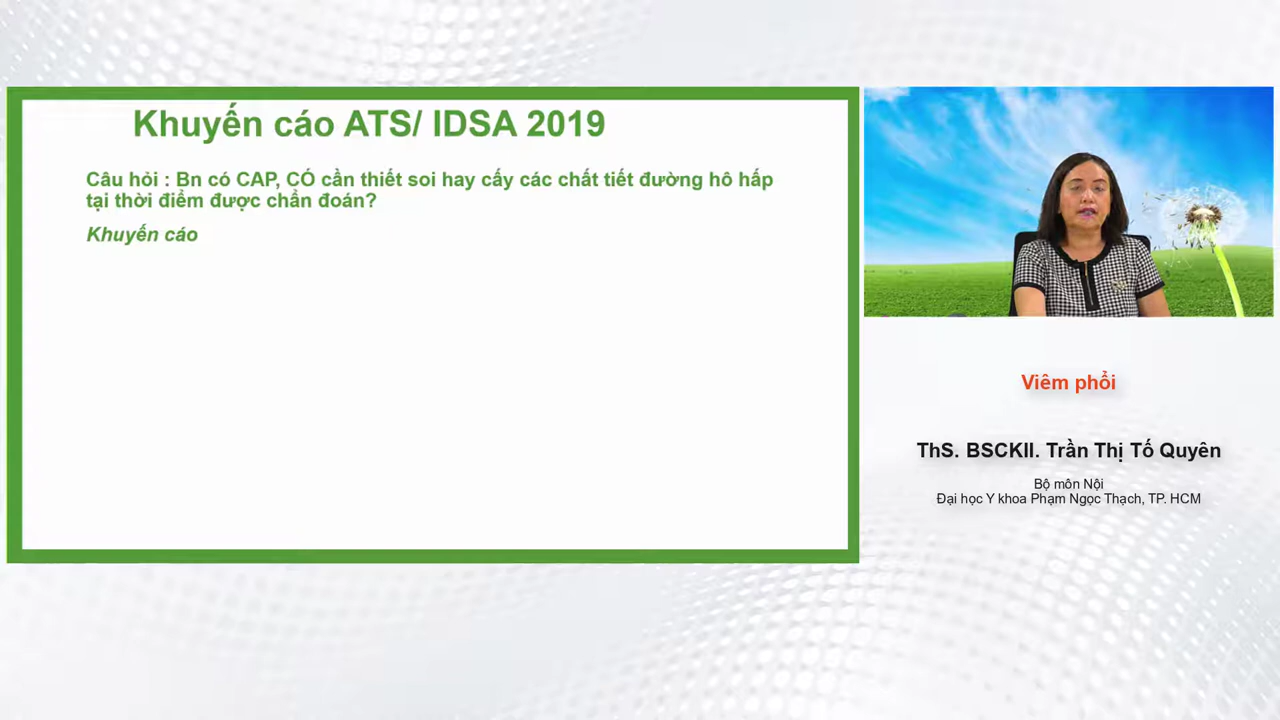 Khuyến cáo ATS/ IDSA 2019
Câu hỏi : Bn có CAP, CÓ cần thiết soi hay cấy các chất tiết đường hô hấp
tại thời điểm được chẩn đoán?
Khuyến cáo
Viêm phổi
ThS. BSCKII. Trần Thị Tố Quyên
Bộ môn Nội
Đại học Y khoa Phạm Ngọc Thạch, TP. HCM